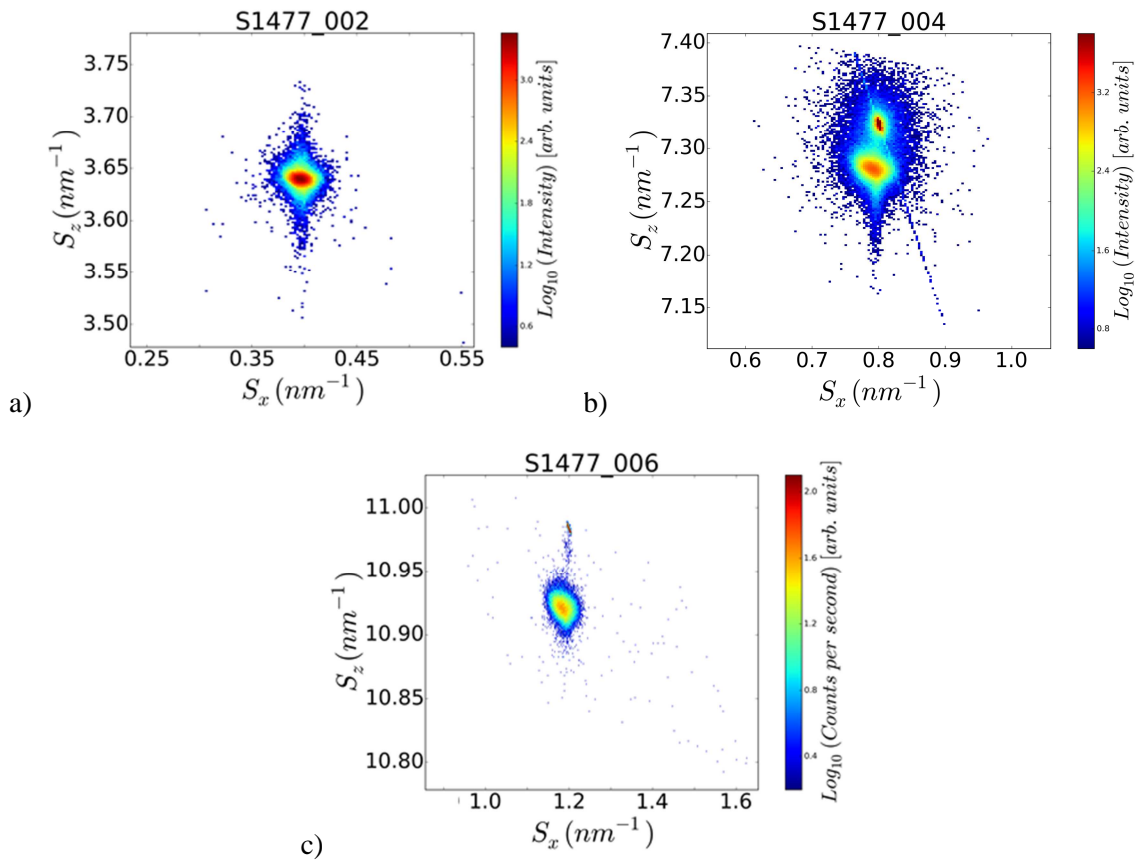 S1477_002
3.75
3.70
3.65
3.60
3.55
3.50
S_z (nm^{-1})
0.25
0.35
0.45
0.55
S_x (nm^{-1})
3.0
2.4
1.8
1.2
0.6
Log_{10} (Intensity) [arb. units]
a)
S1477_004
7.40
7.35
7.30
7.25
7.20
7.15
S_z (nm^{-1})
0.6
0.7
0.8
0.9
1.0
S_x (nm^{-1})
3.2
2.4
1.6
0.8
Log_{10} (Intensity) [arb. units]
b)
S1477_006
11.00
10.95
10.90
10.85
10.80
S_z (nm^{-1})
1.0
1.2
1.4
1.6
S_x (nm^{-1})
2.0
1.6
1.2
0.8
0.4
Log_{10} (Counts per second) [arb. units]
c)